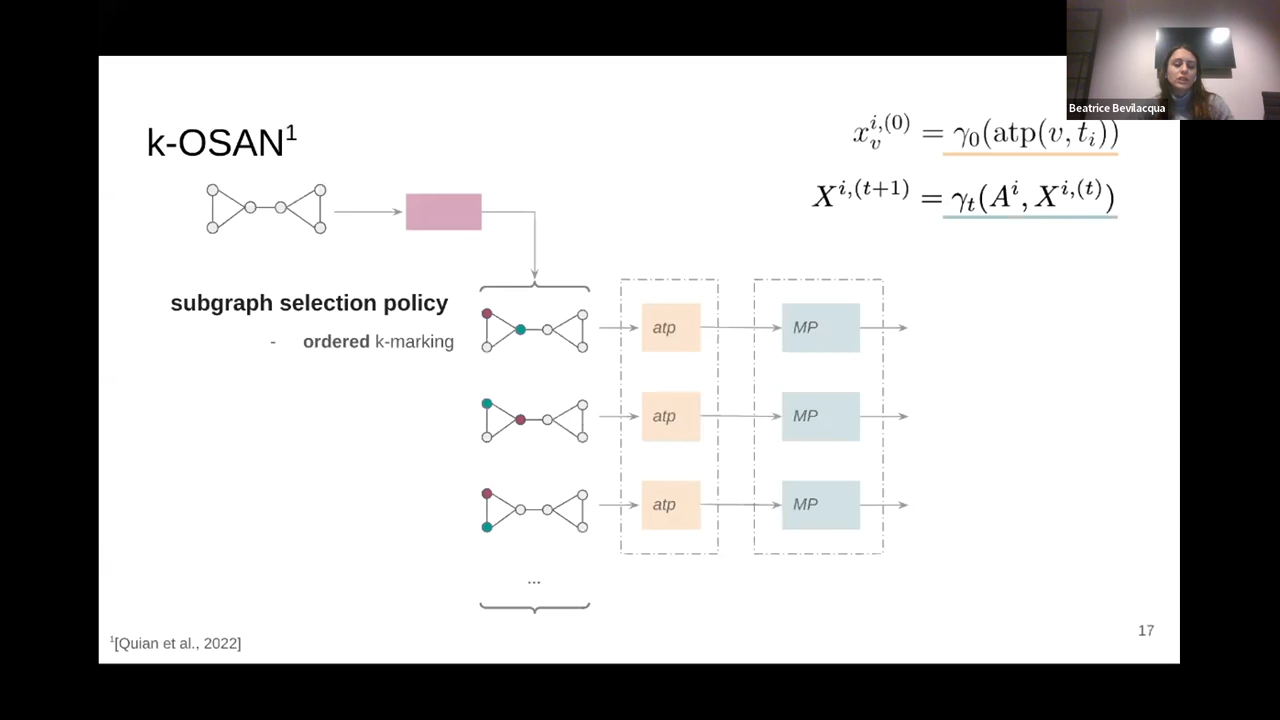 Beatrice Bevilacqua
k-OSAN¹
x_v^{i,(0)} = γ₀(atp(v, t_i))
X^{i,(t+1)} = γ_t(A^i, X^{i,(t)})
subgraph selection policy
- ordered k-marking
atp MP
atp MP
atp MP
...
¹[Quian et al., 2022]
17